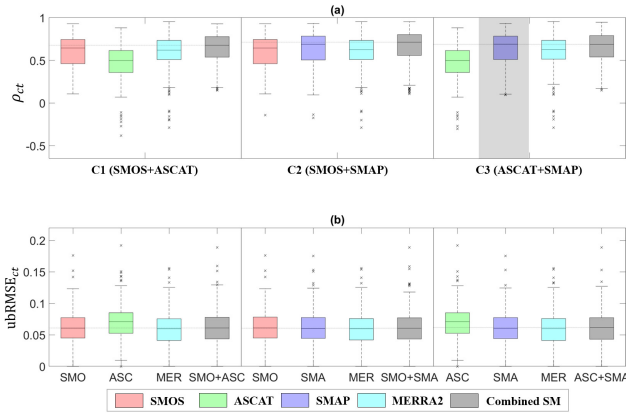 (a)
1
0.5
0
-0.5
ρct
C1 (SMOS+ASCAT) C2 (SMOS+SMAP) C3 (ASCAT+SMAP)
(b)
0.2
0.15
0.1
0.05
0
ubRMSEct
SMO ASC MER SMO+ASC SMO SMA MER SMO+SMA ASC SMA MER ASC+SMA
SMOS ASCAT SMAP MERRA2 Combined SM